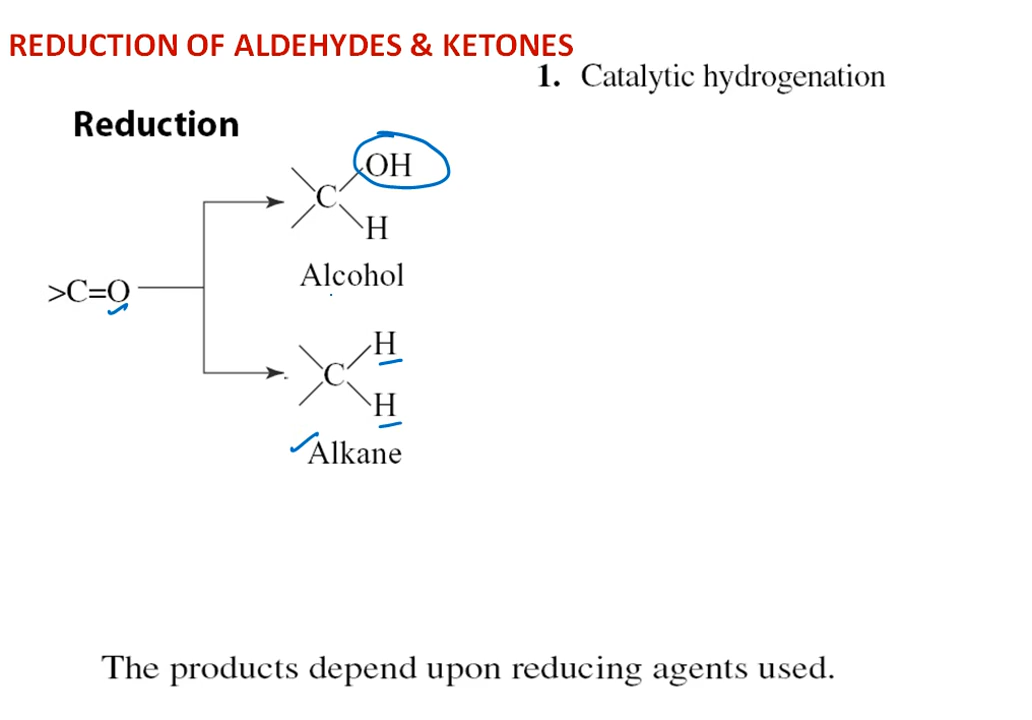 REDUCTION OF ALDEHYDES & KETONES
1. Catalytic hydrogenation
Reduction
OH
C
H
Alcohol
>C=O
H
C
H
Alkane
The products depend upon reducing agents used.